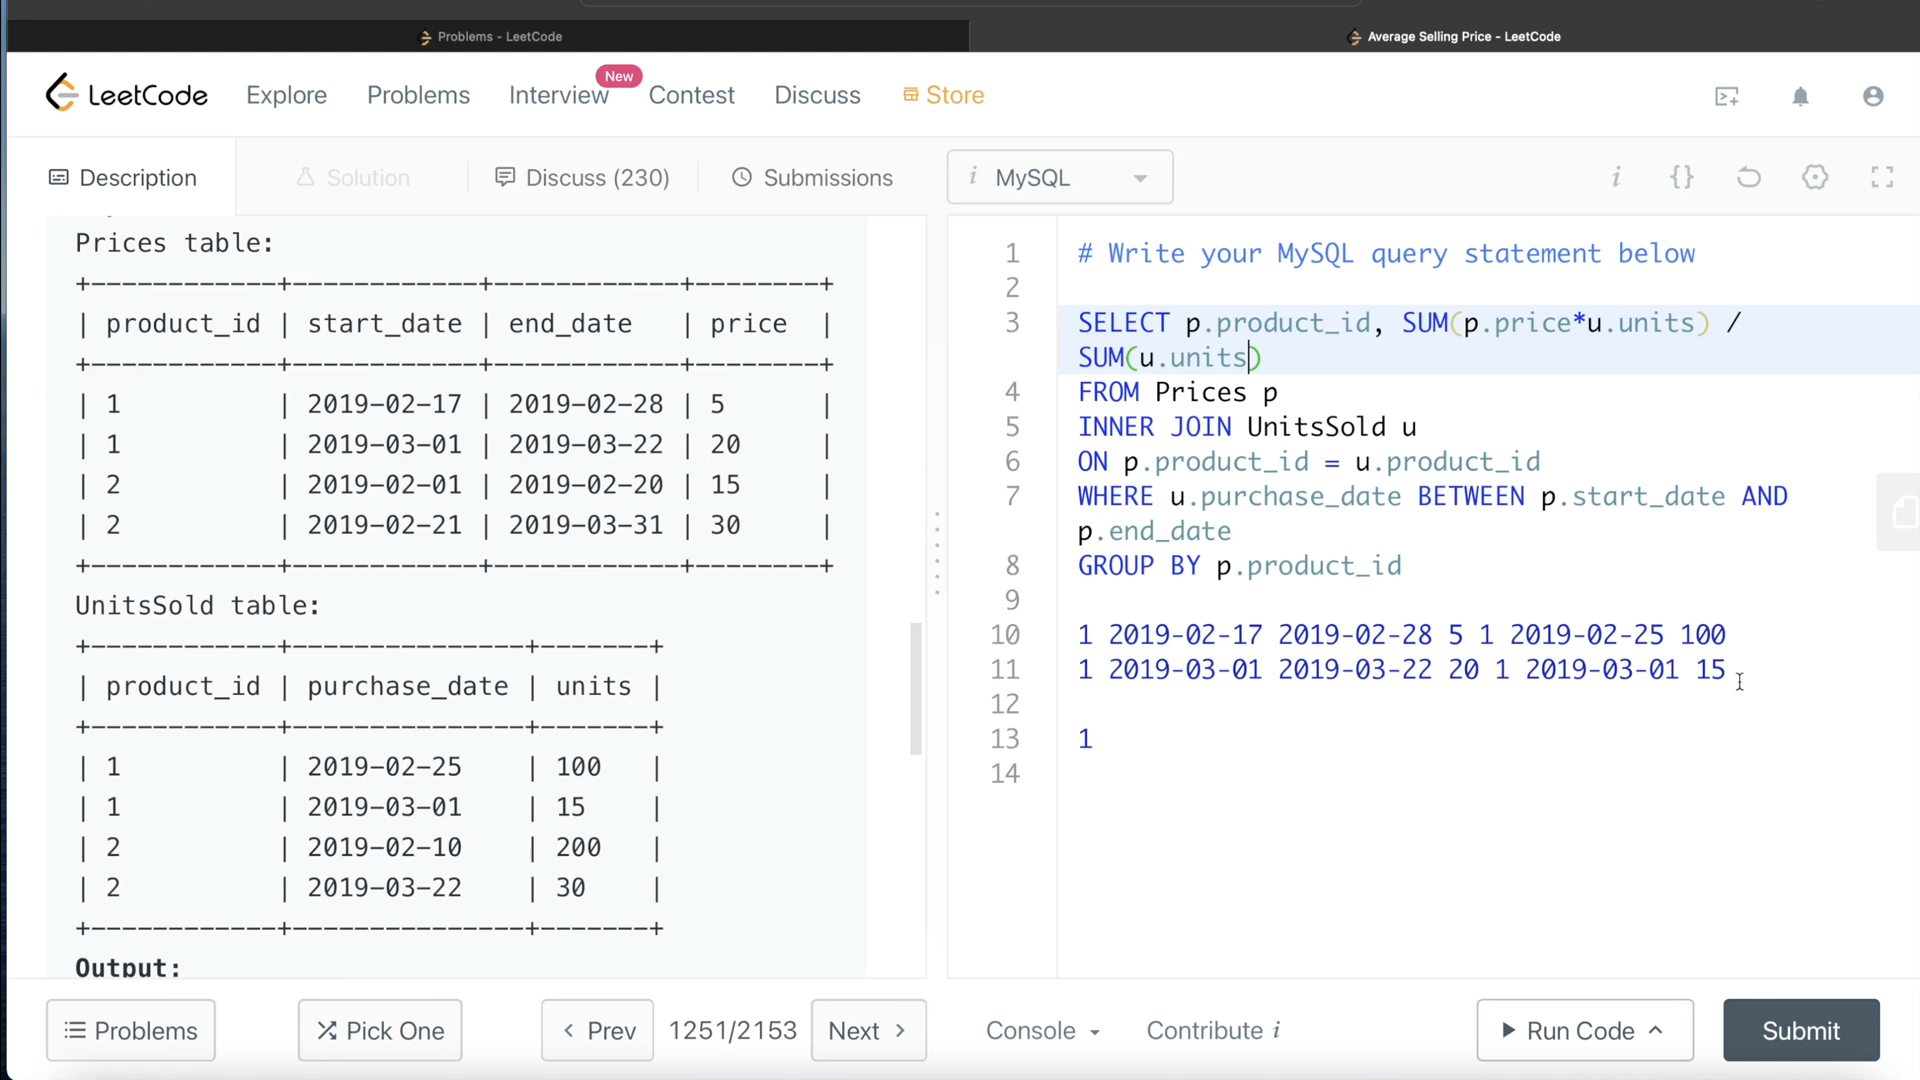 Problems - LeetCode
Average Selling Price - LeetCode
LeetCode
Explore
Problems
Interview
New
Contest
Discuss
Store
Description
Solution
Discuss (230)
Submissions
i MySQL
i {}
Prices table:
+------------+------------+------------+--------+
| product_id | start_date | end_date   | price  |
+------------+------------+------------+--------+
| 1          | 2019-02-17 | 2019-02-28 | 5      |
| 1          | 2019-03-01 | 2019-03-22 | 20     |
| 2          | 2019-02-01 | 2019-02-20 | 15     |
| 2          | 2019-02-21 | 2019-03-31 | 30     |
+------------+------------+------------+--------+
UnitsSold table:
+------------+---------------+-------+
| product_id | purchase_date | units |
+------------+---------------+-------+
| 1          | 2019-02-25    | 100   |
| 1          | 2019-03-01    | 15    |
| 2          | 2019-02-10    | 200   |
| 2          | 2019-03-22    | 30    |
+------------+---------------+-------+
Output:
1 # Write your MySQL query statement below
2
3 SELECT p.product_id, SUM(p.price*u.units) /
SUM(u.units)
4 FROM Prices p
5 INNER JOIN UnitsSold u
6 ON p.product_id = u.product_id
7 WHERE u.purchase_date BETWEEN p.start_date AND
p.end_date
8 GROUP BY p.product_id
9
10 1 2019-02-17 2019-02-28 5 1 2019-02-25 100
11 1 2019-03-01 2019-03-22 20 1 2019-03-01 15
12
13 1
14
Problems
Pick One
Prev
1251/2153
Next
Console
Contribute i
Run Code
Submit